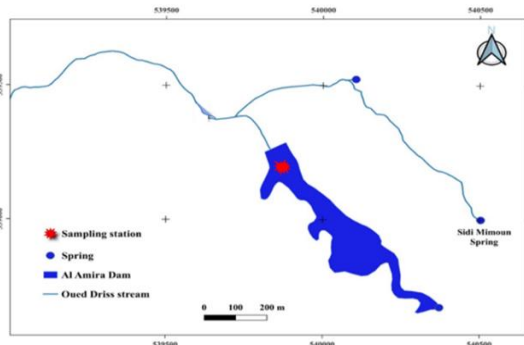 539500 540000 540500
N
Sidi Mimoun
Spring
Sampling station
Spring
Al Amira Dam
Oued Driss stream
0 100 200 m
539500 540000 540500